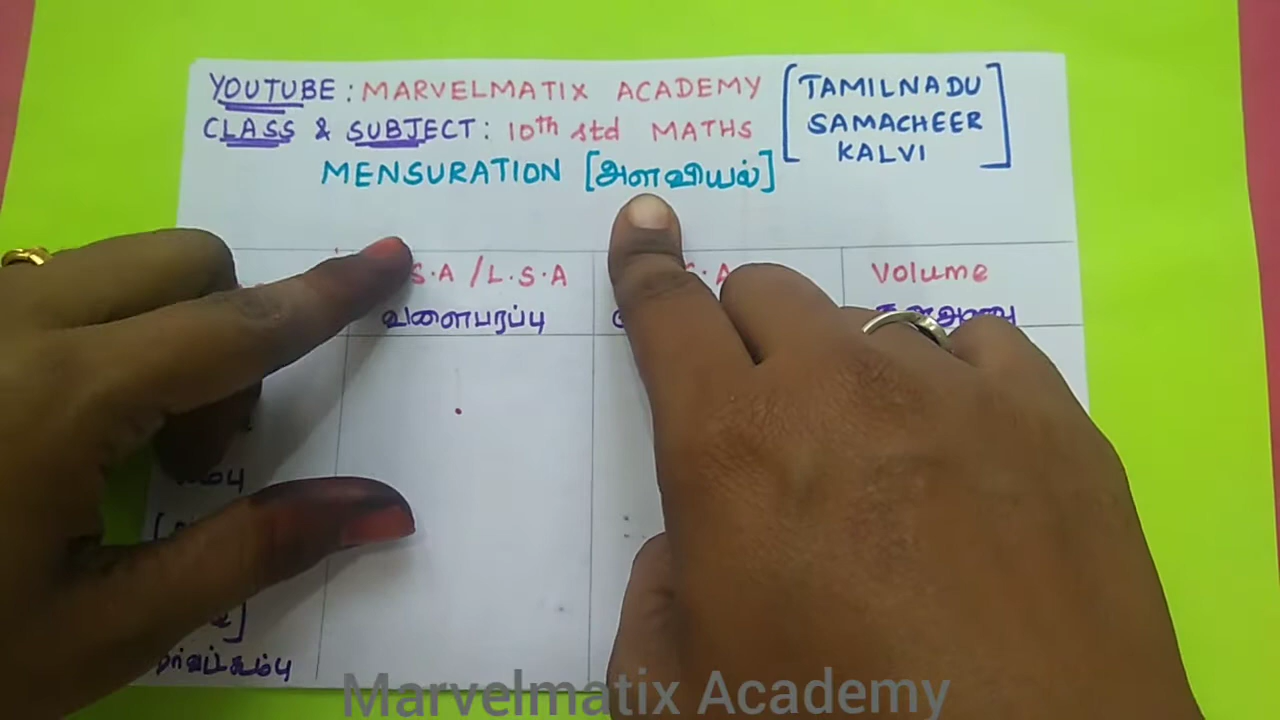 YOUTUBE : MARVELMATIX ACADEMY
CLASS & SUBJECT : 10th std MATHS
[TAMILNADU
SAMACHEER
KALVI]
MENSURATION [அளவியல்]
S.A / L.S.A
S.A
Volume
வளைபரப்பு
Marvelmatix Academy